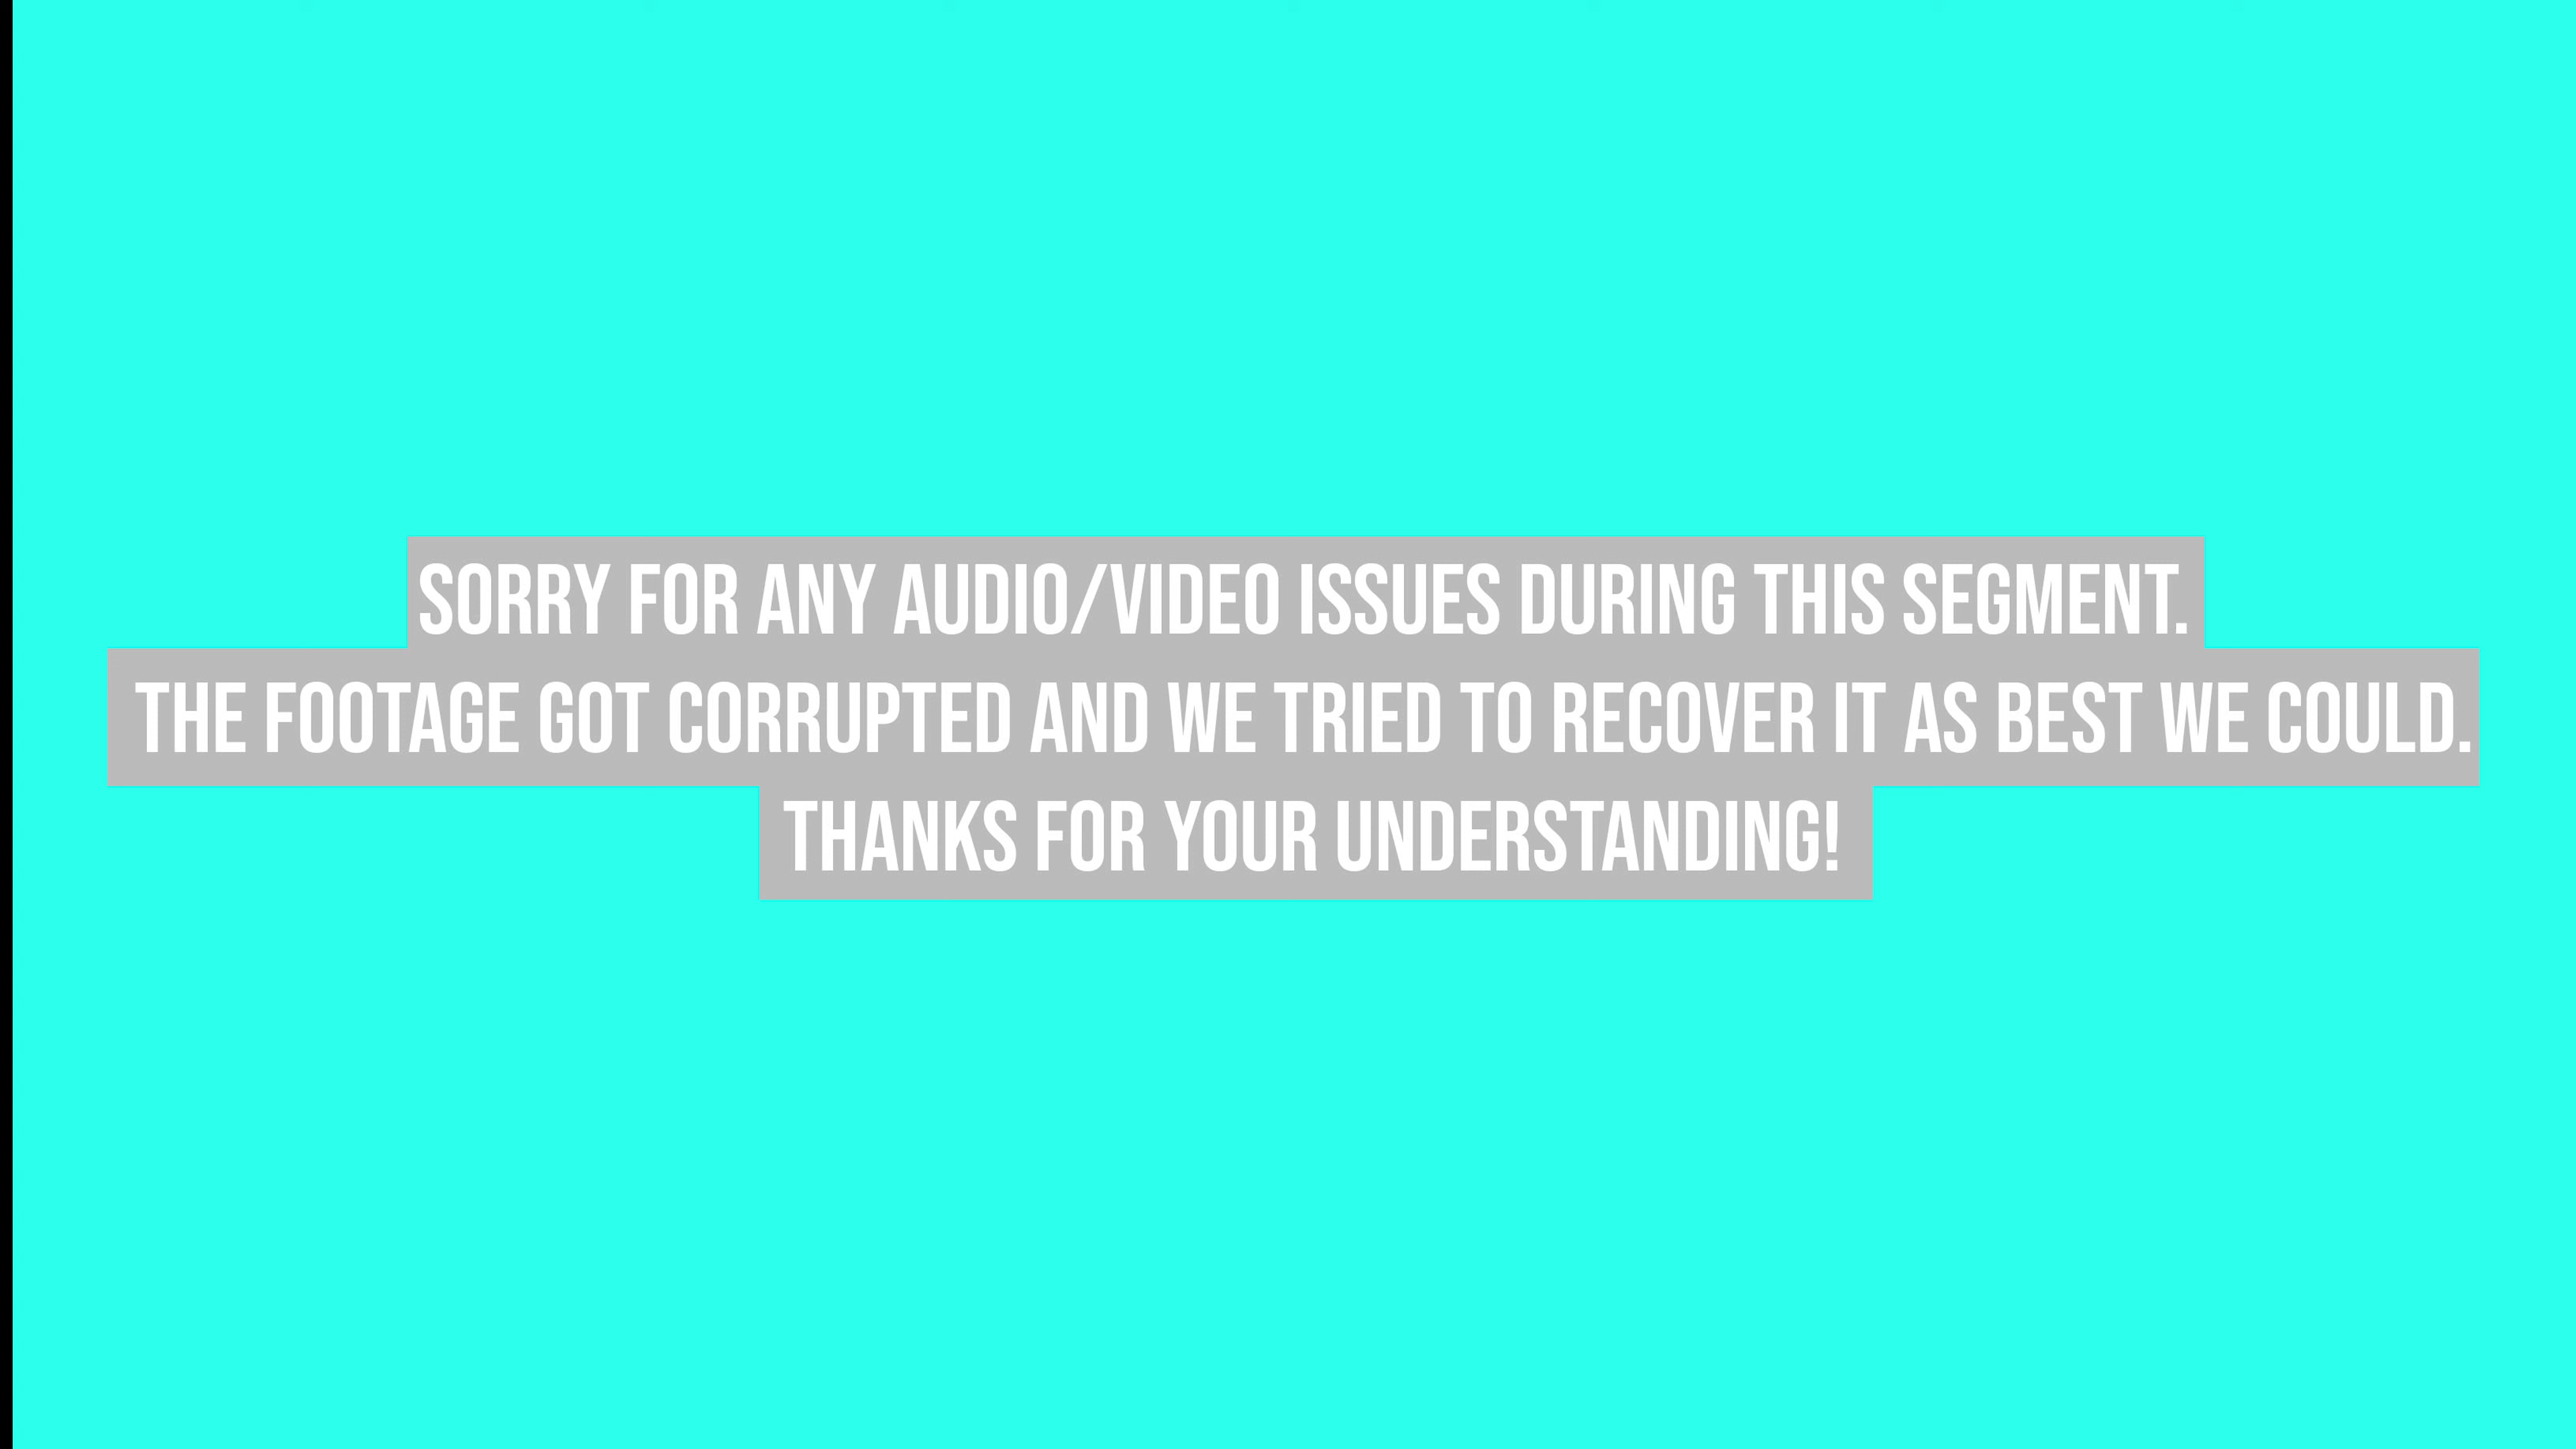 SORRY FOR ANY AUDIO/VIDEO ISSUES DURING THIS SEGMENT.
THE FOOTAGE GOT CORRUPTED AND WE TRIED TO RECOVER IT AS BEST WE COULD.
THANKS FOR YOUR UNDERSTANDING!